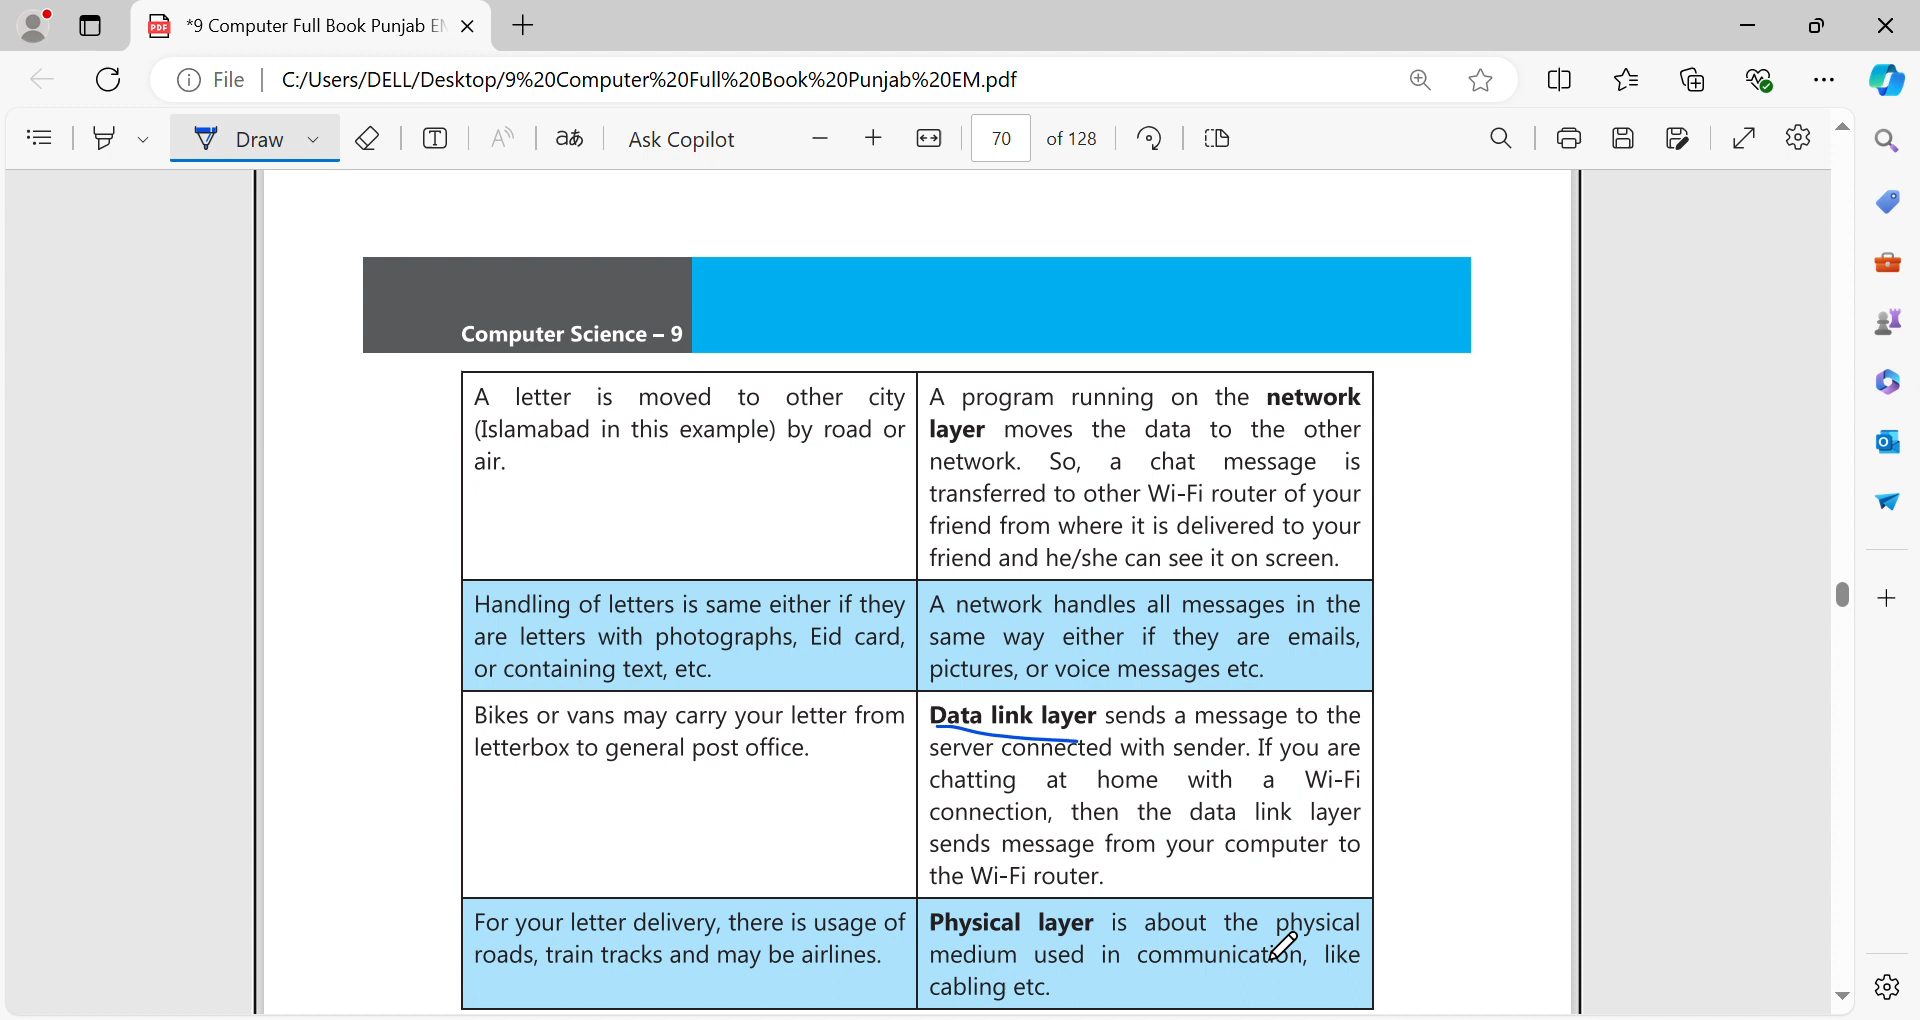 *9 Computer Full Book Punjab EM
File C:/Users/DELL/Desktop/9%20Computer%20Full%20Book%20Punjab%20EM.pdf
Draw T aあ Ask Copilot 70 of 128
Computer Science – 9
A letter is moved to other city
(Islamabad in this example) by road or
air.
A program running on the network
layer moves the data to the other
network. So, a chat message is
transferred to other Wi-Fi router of your
friend from where it is delivered to your
friend and he/she can see it on screen.
Handling of letters is same either if they
are letters with photographs, Eid card,
or containing text, etc.
A network handles all messages in the
same way either if they are emails,
pictures, or voice messages etc.
Bikes or vans may carry your letter from
letterbox to general post office.
Data link layer sends a message to the
server connected with sender. If you are
chatting at home with a Wi-Fi
connection, then the data link layer
sends message from your computer to
the Wi-Fi router.
For your letter delivery, there is usage of
roads, train tracks and may be airlines.
Physical layer is about the physical
medium used in communication, like
cabling etc.